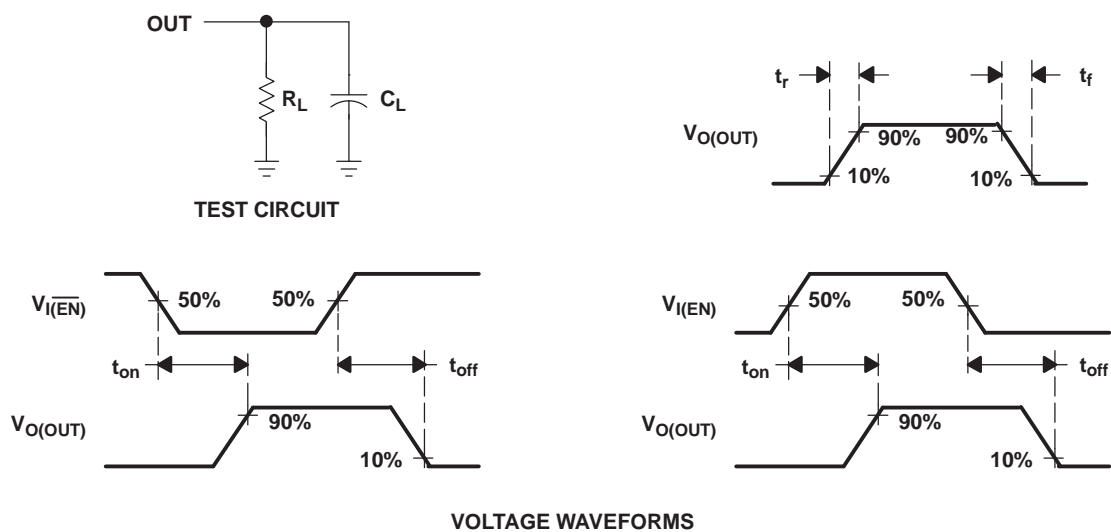 OUT
R_L
C_L
TEST CIRCUIT
t_r
t_f
V_O(OUT)
90%
90%
10%
10%
V_I(E̅N̅)
50%
50%
t_on
t_off
V_O(OUT)
90%
10%
V_I(EN)
50%
50%
t_on
t_off
V_O(OUT)
90%
10%
VOLTAGE WAVEFORMS